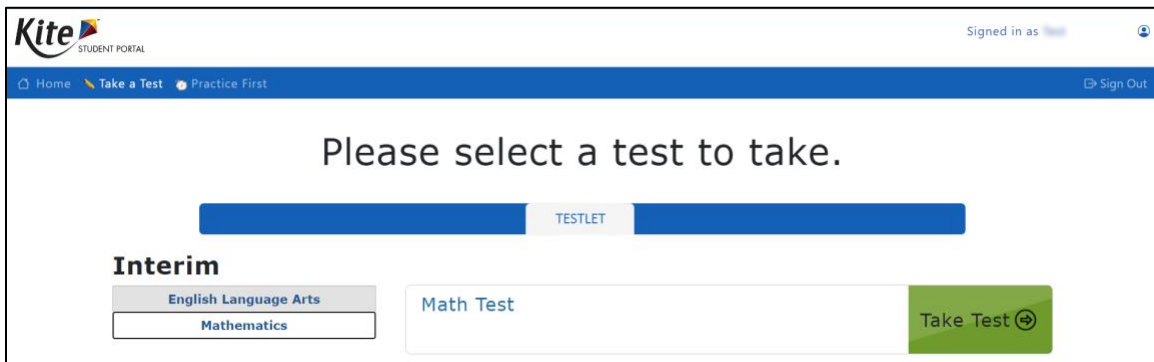 Kite
STUDENT PORTAL
Signed in as
Home Take a Test Practice First Sign Out
Please select a test to take.
TESTLET
Interim
English Language Arts
Mathematics
Math Test
Take Test